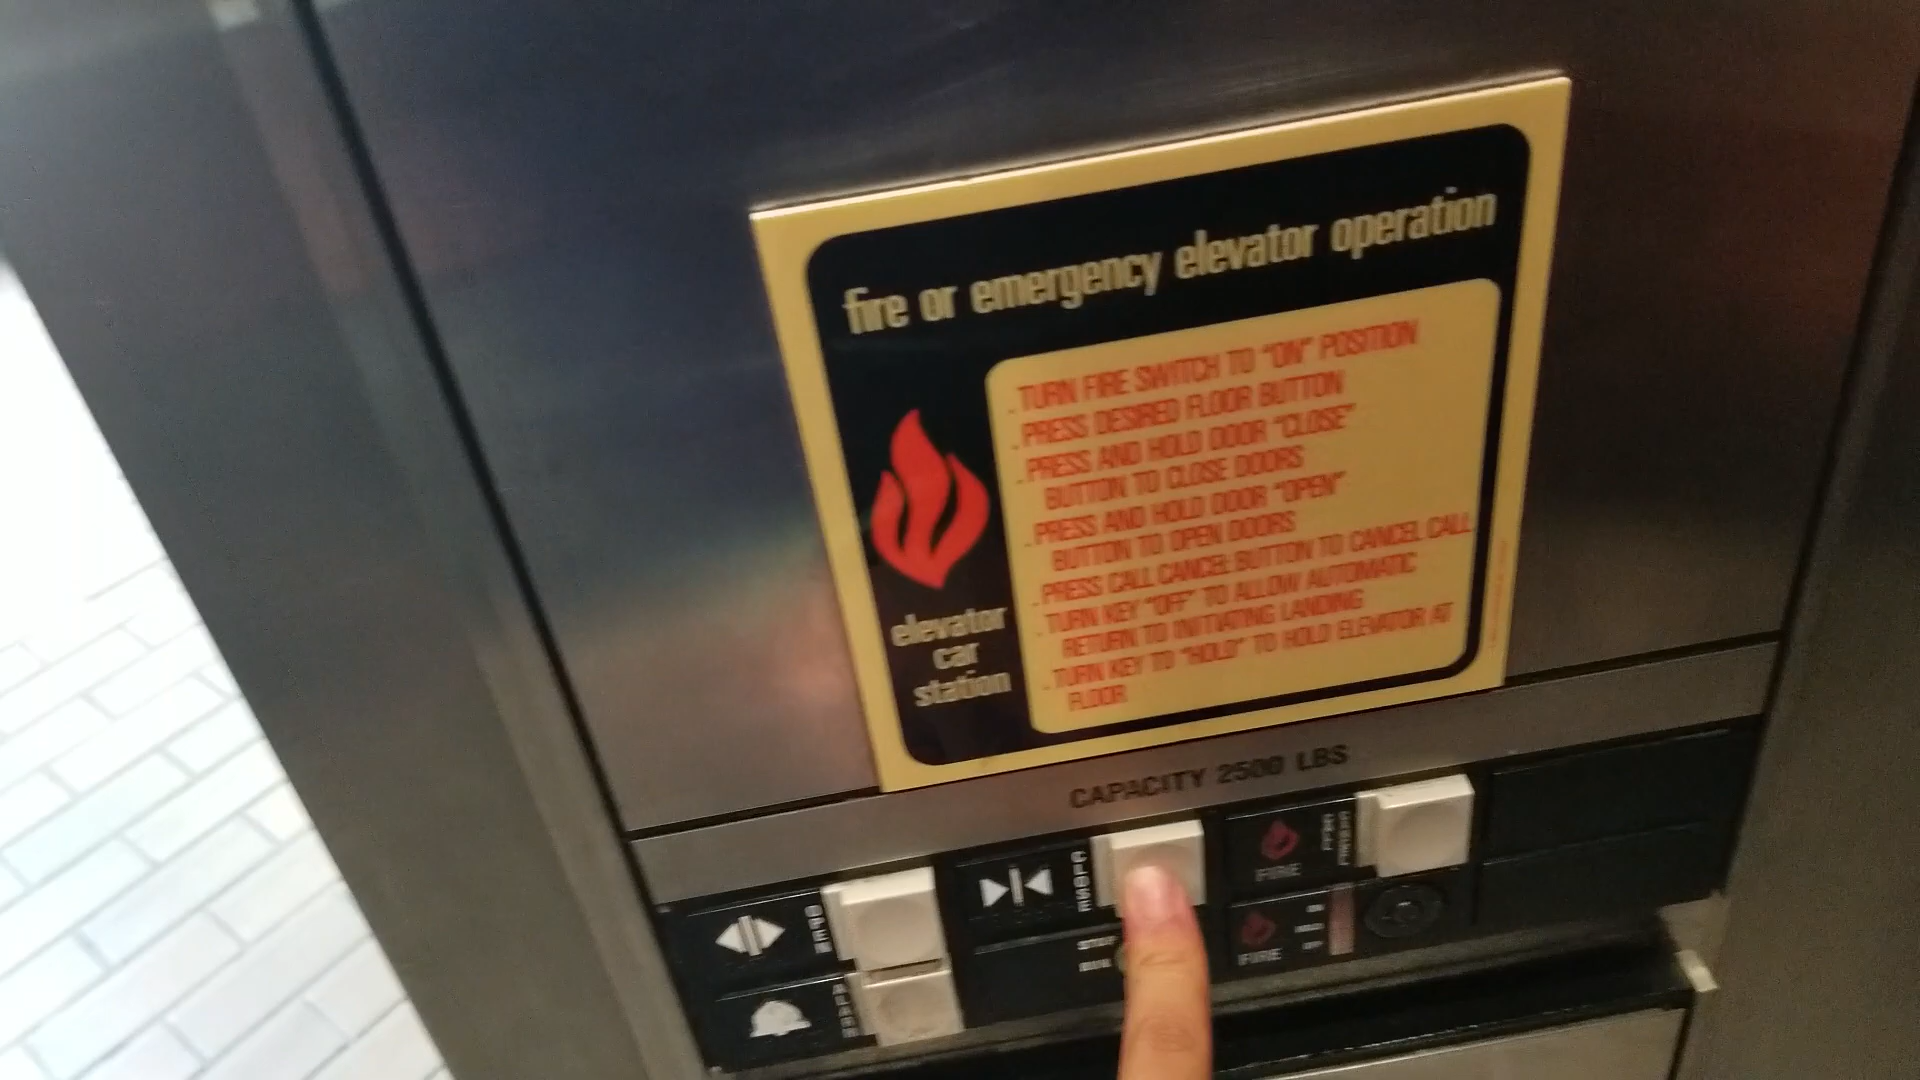 fire or emergency elevator operation
. TURN FIRE SWITCH TO "ON" POSITION
. PRESS DESIRED FLOOR BUTTON
. PRESS AND HOLD DOOR "CLOSE"
BUTTON TO CLOSE DOORS
. PRESS AND HOLD DOOR "OPEN"
BUTTON TO OPEN DOORS
. PRESS CALL CANCEL BUTTON TO CANCEL CALL
. TURN KEY "OFF" TO ALLOW AUTOMATIC
RETURN TO INITIATING LANDING
. TURN KEY TO "HOLD" TO HOLD ELEVATOR AT
FLOOR
elevator
car
station
CAPACITY 2500 LBS
OPEN
CLOSE
FIRE
ALARM
STOP
RUN
FIRE